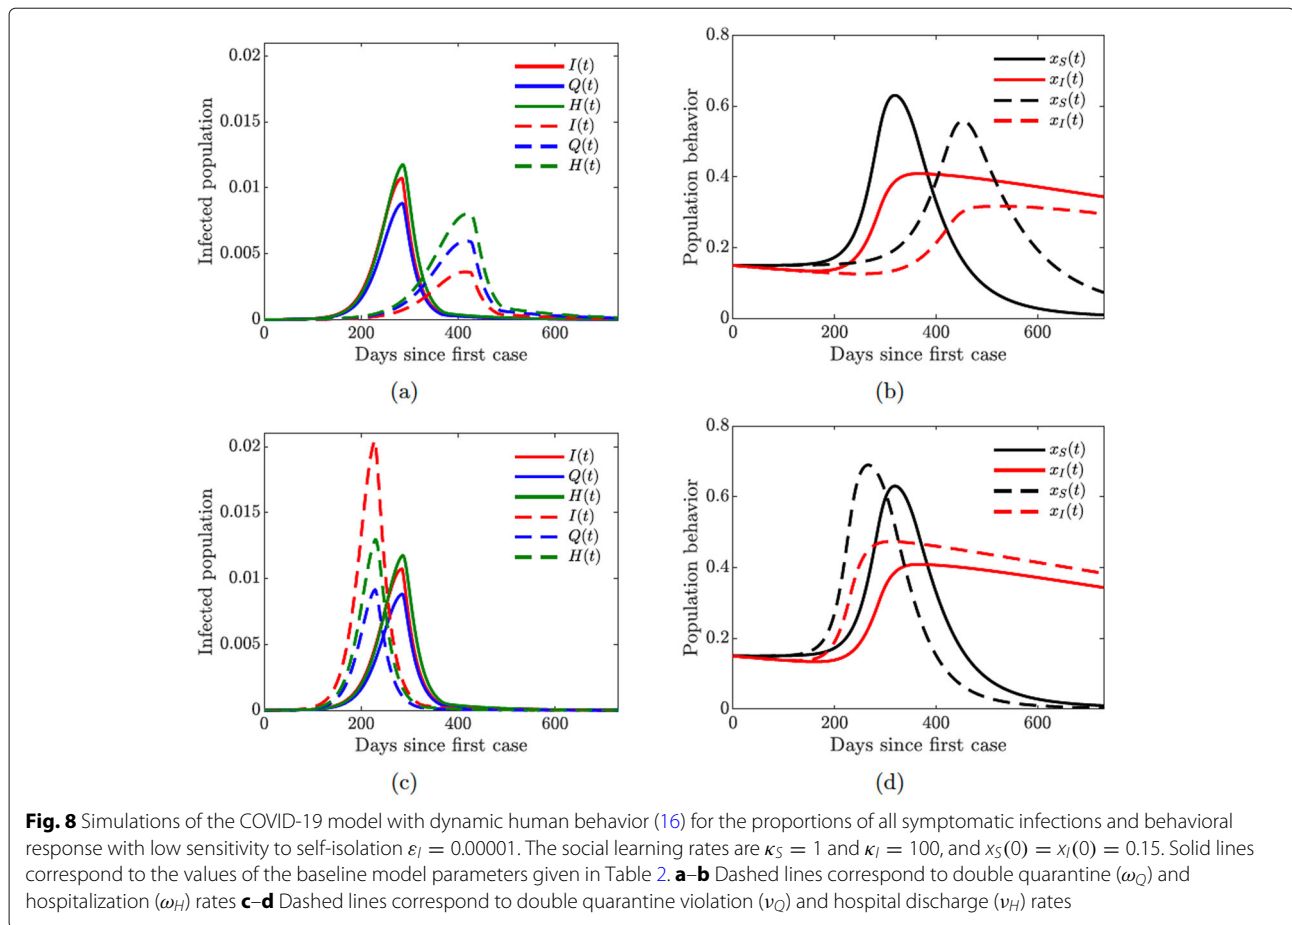 0.02
0.015
0.01
0.005
0
0 200 400 600
Infected population
Days since first case
I(t)
Q(t)
H(t)
I(t)
Q(t)
H(t)
(a)
0.8
0.6
0.4
0.2
0
0 200 400 600
Population behavior
Days since first case
x_S(t)
x_I(t)
x_S(t)
x_I(t)
(b)
0.02
0.015
0.01
0.005
0
0 200 400 600
Infected population
Days since first case
I(t)
Q(t)
H(t)
I(t)
Q(t)
H(t)
(c)
0.8
0.6
0.4
0.2
0
0 200 400 600
Population behavior
Days since first case
x_S(t)
x_I(t)
x_S(t)
x_I(t)
(d)
Fig. 8 Simulations of the COVID-19 model with dynamic human behavior (16) for the proportions of all symptomatic infections and behavioral
response with low sensitivity to self-isolation ε_I = 0.00001. The social learning rates are κ_S = 1 and κ_I = 100, and x_S(0) = x_I(0) = 0.15. Solid lines
correspond to the values of the baseline model parameters given in Table 2. a–b Dashed lines correspond to double quarantine (ω_Q) and
hospitalization (ω_H) rates c–d Dashed lines correspond to double quarantine violation (ν_Q) and hospital discharge (ν_H) rates